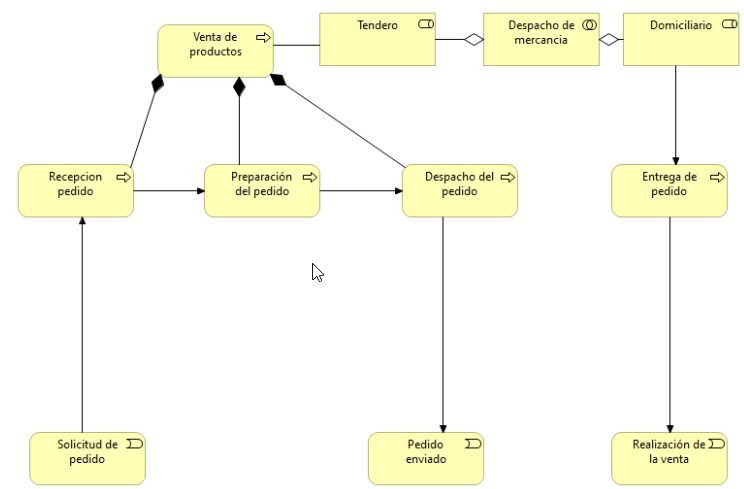 Venta de
productos
Tendero
Despacho de
mercancia
Domiciliario
Recepcion
pedido
Preparación
del pedido
Despacho del
pedido
Entrega de
pedido
Solicitud de
pedido
Pedido
enviado
Realización de
la venta